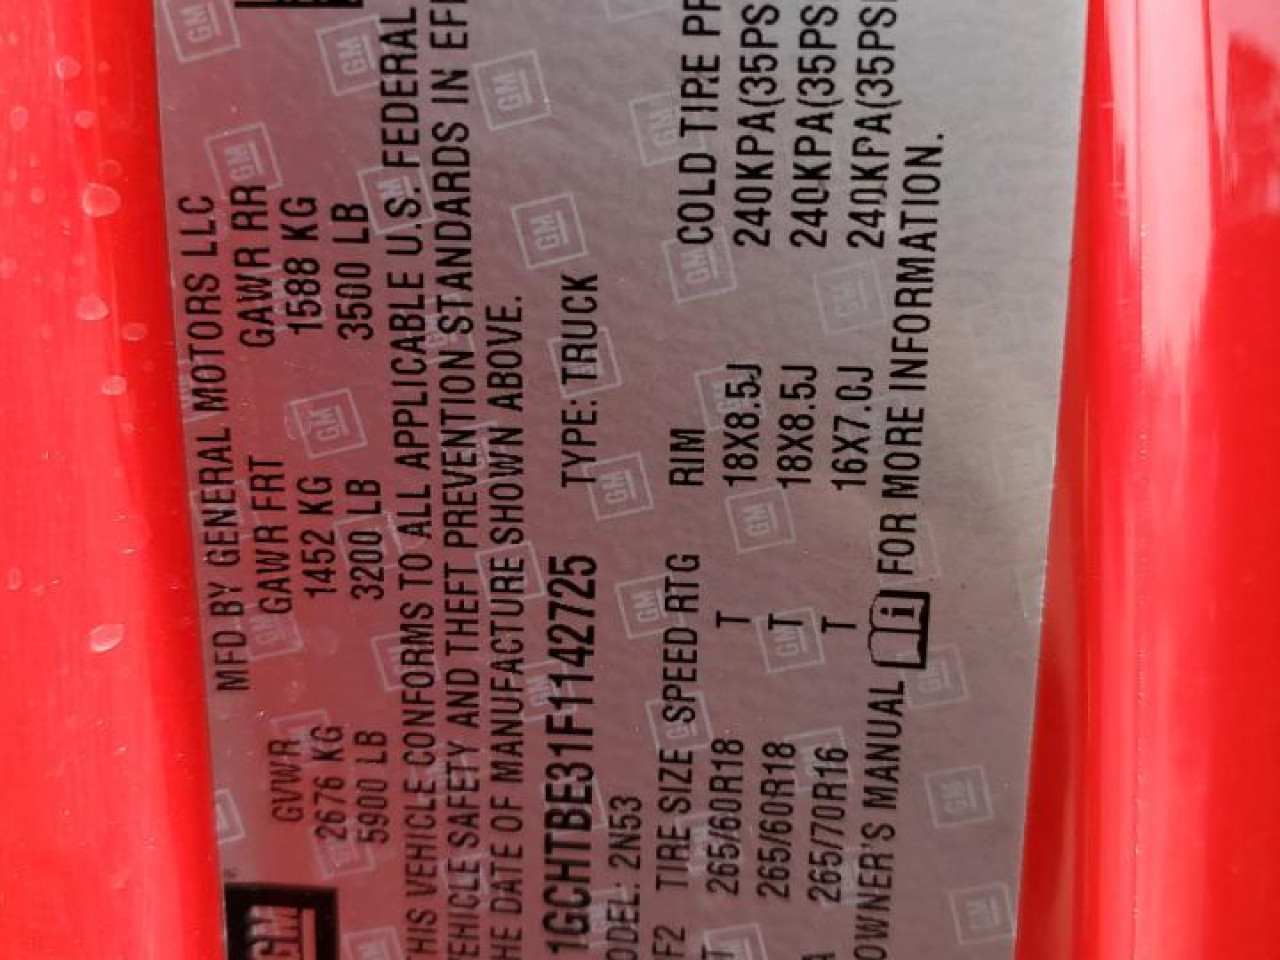 MFD BY GENERAL MOTORS LLC
GVWR GAWR FRT GAWR RR
2676 KG 1452 KG 1588 KG
5900 LB 3200 LB 3500 LB
THIS VEHICLE CONFORMS TO ALL APPLICABLE U.S. FEDERAL
VEHICLE SAFETY AND THEFT PREVENTION STANDARDS IN EFF
HE DATE OF MANUFACTURE SHOWN ABOVE.
1GCHTBE31F1142725 TYPE: TRUCK
ODEL: 2N53
F2 TIRE SIZE SPEED RTG RIM COLD TIRE PR
T 265/60R18 T 18X8.5J 240KPA(35PS
265/60R18 T 18X8.5J 240KPA(35PS
A 265/70R16 T 16X7.0J 240KPA(35PS
OWNER'S MANUAL i FOR MORE INFORMATION.
GM